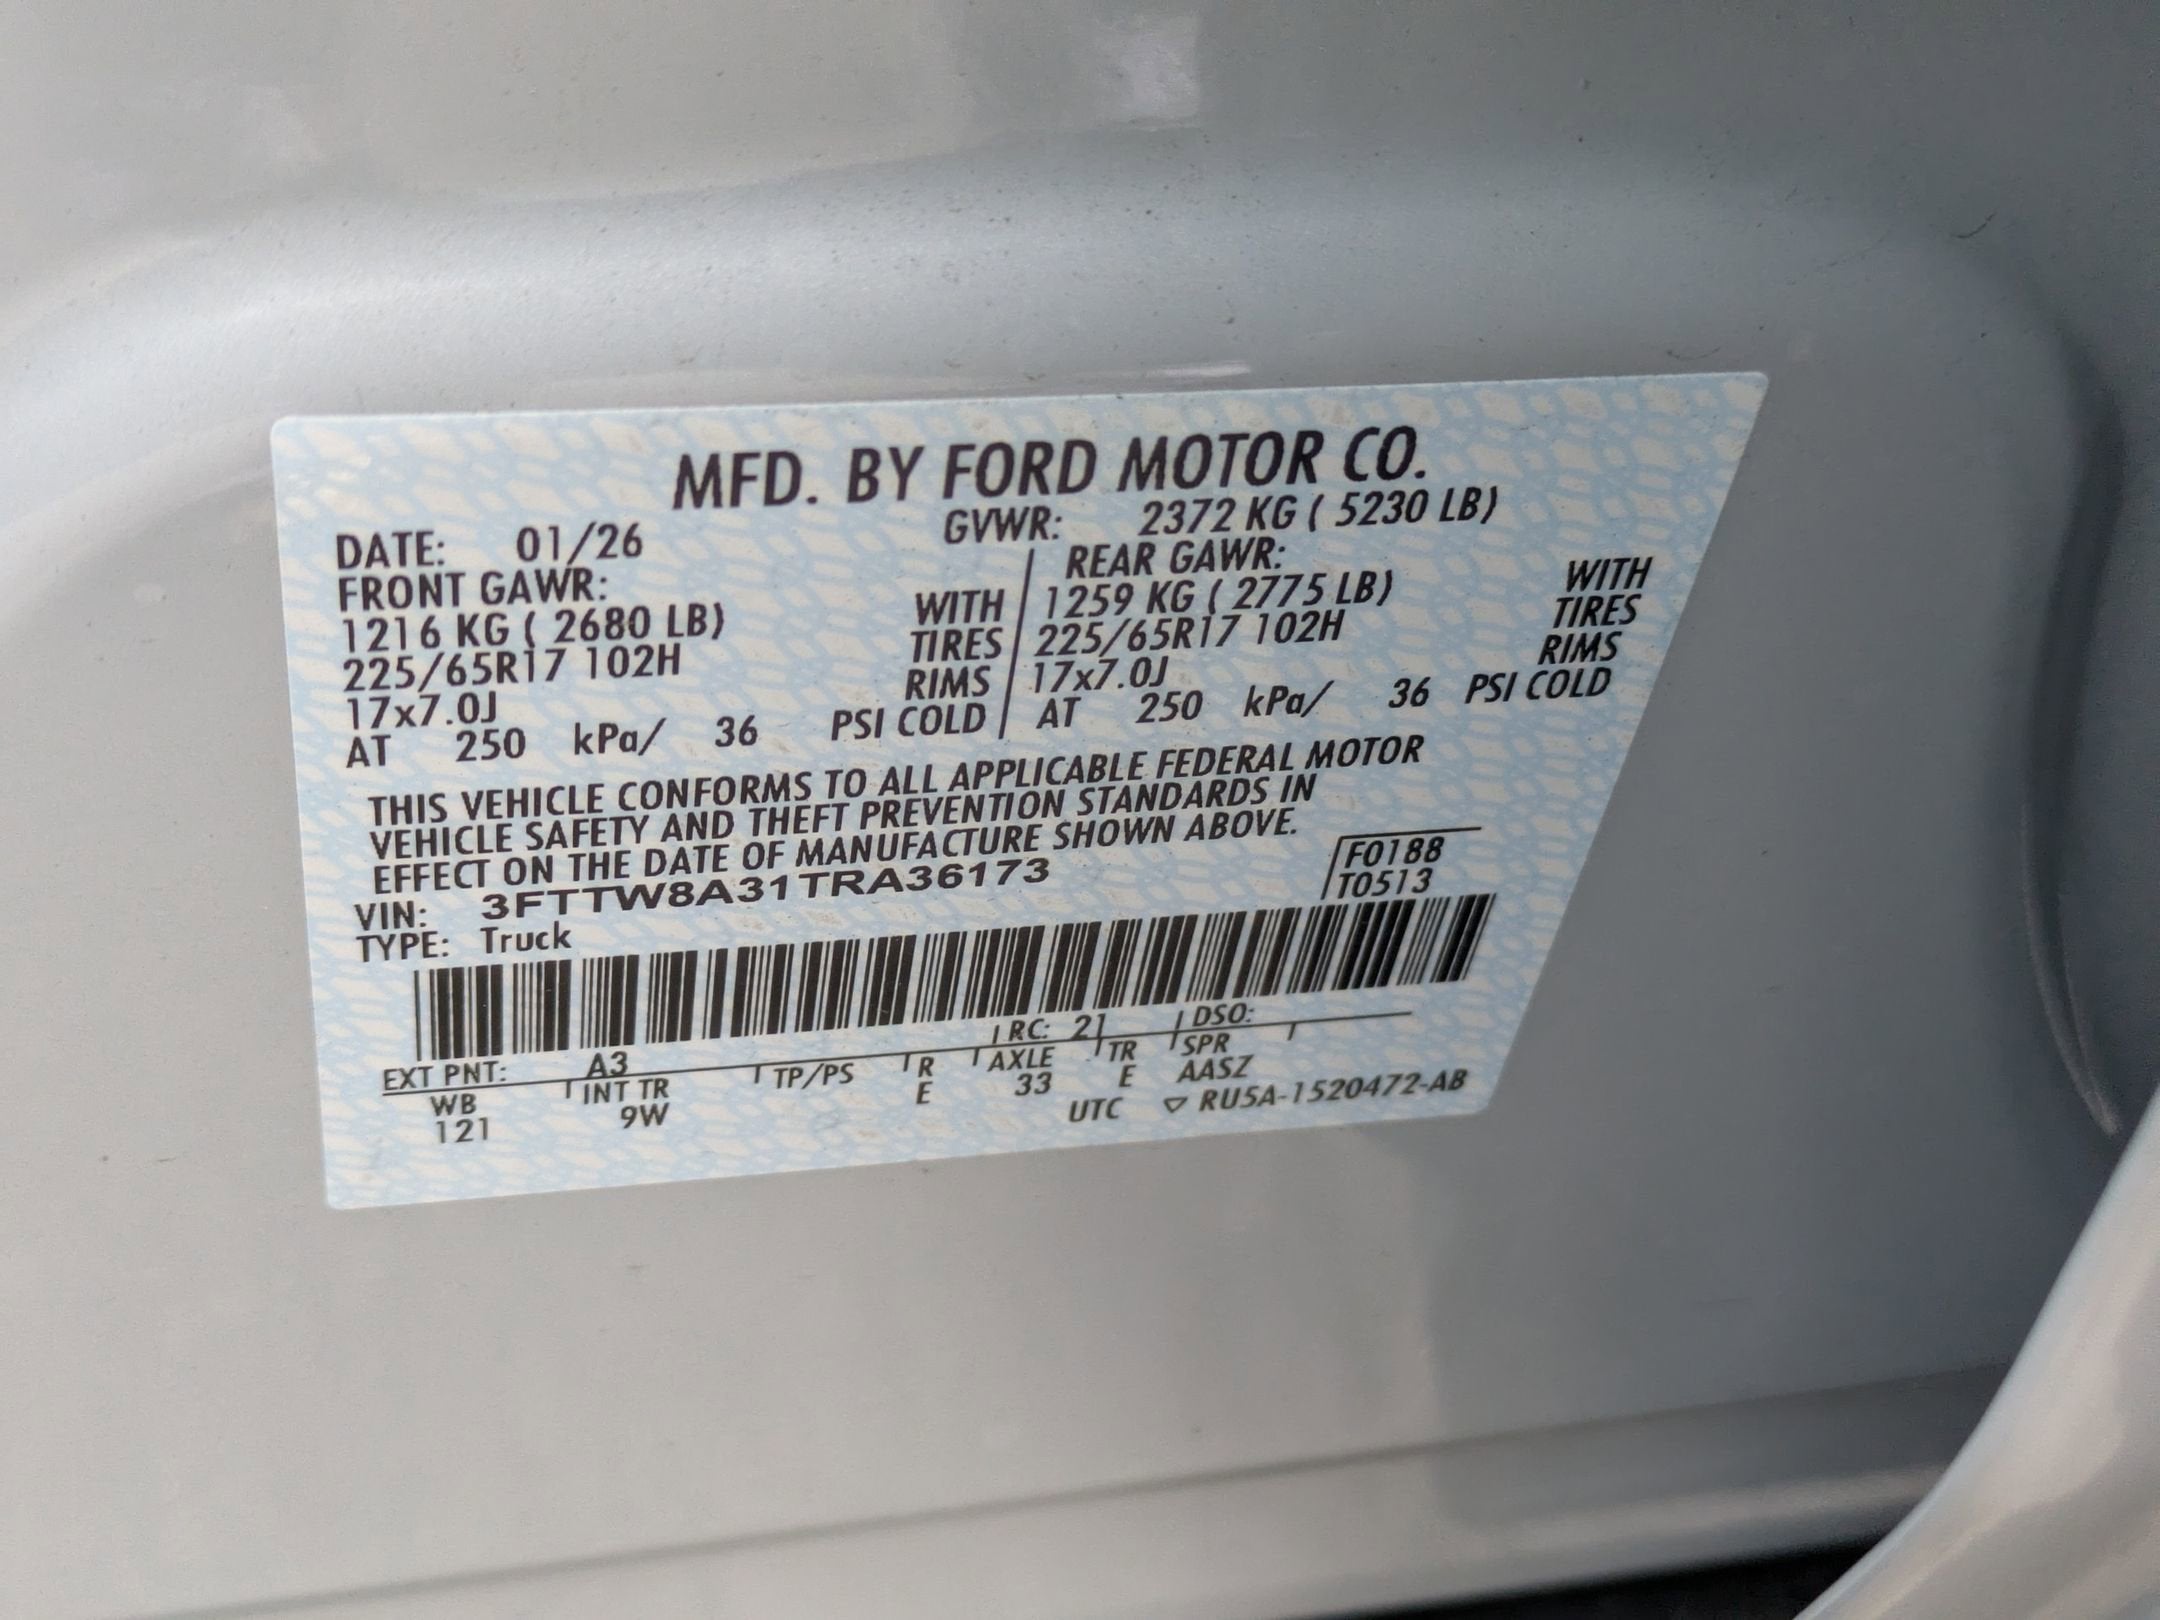 MFD. BY FORD MOTOR CO.
DATE: 01/26 GVWR: 2372 KG ( 5230 LB)
FRONT GAWR: REAR GAWR:
1216 KG ( 2680 LB) WITH 1259 KG ( 2775 LB) WITH
225/65R17 102H TIRES 225/65R17 102H TIRES
17x7.0J RIMS 17x7.0J RIMS
AT 250 kPa/ 36 PSI COLD AT 250 kPa/ 36 PSI COLD
THIS VEHICLE CONFORMS TO ALL APPLICABLE FEDERAL MOTOR
VEHICLE SAFETY AND THEFT PREVENTION STANDARDS IN
EFFECT ON THE DATE OF MANUFACTURE SHOWN ABOVE.
VIN: 3FTTW8A31TRA36173 F0188
TYPE: Truck T0513
EXT PNT: A3 RC: 21 DSO:
WB INT TR TP/PS R AXLE TR SPR
121 9W E 33 E AASZ
UTC ▽ RU5A-1520472-AB